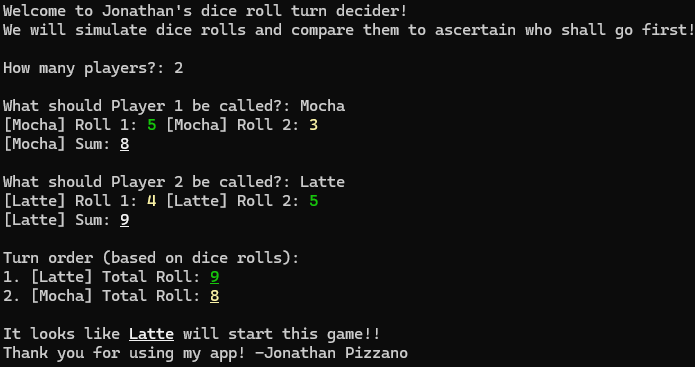 Welcome to Jonathan's dice roll turn decider!
We will simulate dice rolls and compare them to ascertain who shall go first!
How many players?: 2
What should Player 1 be called?: Mocha
[Mocha] Roll 1: 5 [Mocha] Roll 2: 3
[Mocha] Sum: 8
What should Player 2 be called?: Latte
[Latte] Roll 1: 4 [Latte] Roll 2: 5
[Latte] Sum: 9
Turn order (based on dice rolls):
1. [Latte] Total Roll: 9
2. [Mocha] Total Roll: 8
It looks like Latte will start this game!!
Thank you for using my app! -Jonathan Pizzano